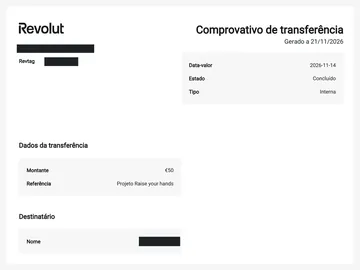 Revolut
Comprovativo de transferência
Gerado a 21/11/2026
Revtag
Data-valor 2026-11-14
Estado Concluído
Tipo Interna
Dados da transferência
Montante €50
Referência Projeto Raise your hands
Destinatário
Nome